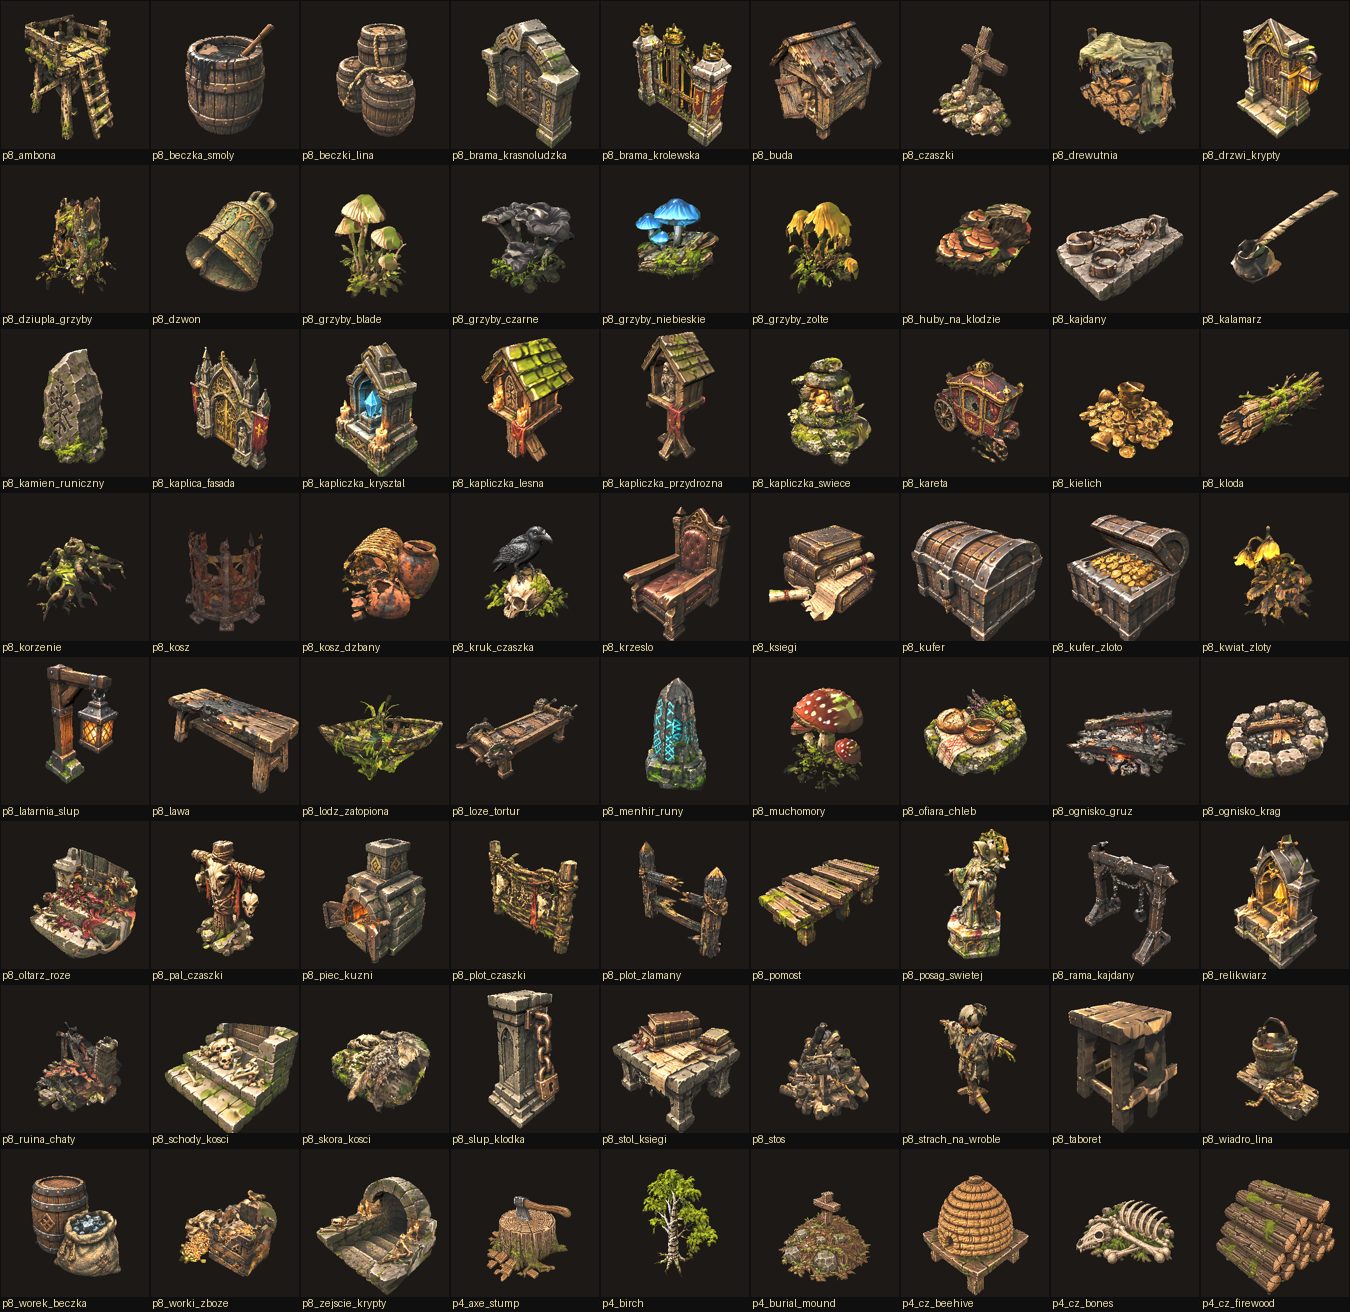 p8_ambona p8_beczka_smoly p8_beczki_lina p8_brama_krasnoludzka p8_brama_krolewska p8_buda p8_czaszki p8_drewutnia p8_drzwi_krypty
p8_dziupla_grzyby p8_dzwon p8_grzyby_blade p8_grzyby_czarne p8_grzyby_niebieskie p8_grzyby_zolte p8_huby_na_klodzie p8_kajdany p8_kalamarz
p8_kamien_runiczny p8_kaplica_fasada p8_kapliczka_krysztal p8_kapliczka_lesna p8_kapliczka_przydrozna p8_kapliczka_swiece p8_kareta p8_kielich p8_kloda
p8_korzenie p8_kosz p8_kosz_dzbany p8_kruk_czaszka p8_krzeslo p8_ksiegi p8_kufer p8_kufer_zloto p8_kwiat_zloty
p8_latarnia_slup p8_lawa p8_lodz_zatopiona p8_loze_tortur p8_menhir_runy p8_muchomory p8_ofiara_chleb p8_ognisko_gruz p8_ognisko_krag
p8_oltarz_roze p8_pal_czaszki p8_piec_kuzni p8_plot_czaszki p8_plot_zlamany p8_pomost p8_posag_swietej p8_rama_kajdany p8_relikwiarz
p8_ruina_chaty p8_schody_kosci p8_skora_kosci p8_slup_klodka p8_stol_ksiegi p8_stos p8_strach_na_wroble p8_taboret p8_wiadro_lina
p8_worek_beczka p8_worki_zboze p8_zejscie_krypty p4_axe_stump p4_birch p4_burial_mound p4_cz_beehive p4_cz_bones p4_cz_firewood